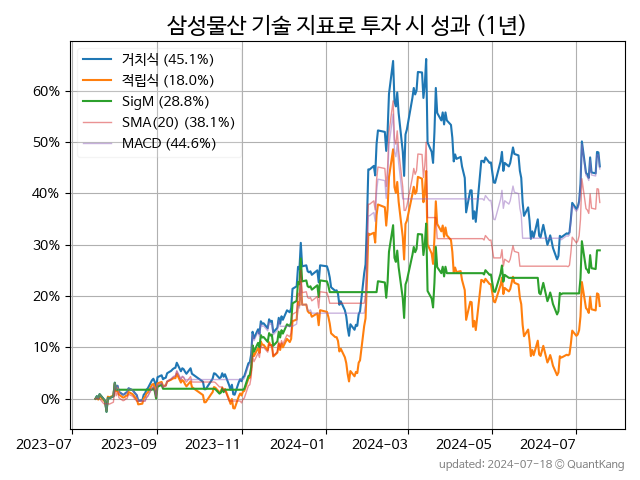 삼성물산 기술 지표로 투자 시 성과 (1년)
거치식 (45.1%)
적립식 (18.0%)
SigM (28.8%)
SMA(20) (38.1%)
MACD (44.6%)
60%
50%
40%
30%
20%
10%
0%
2023-07 2023-09 2023-11 2024-01 2024-03 2024-05 2024-07
updated: 2024-07-18 © QuantKang